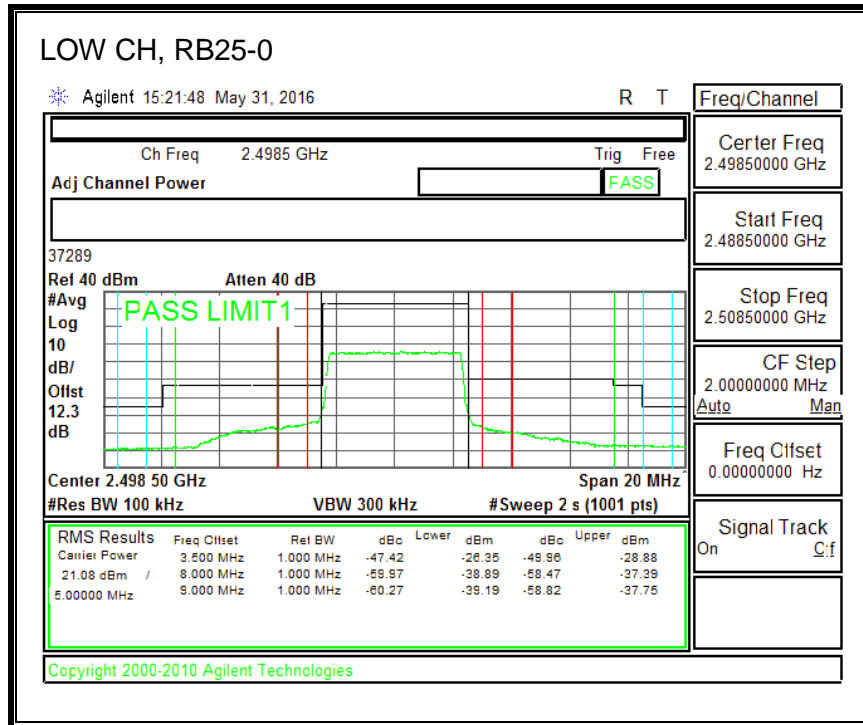 LOW CH, RB25-0
Agilent 15:21:48 May 31, 2016 R T
Freq/Channel
Ch Freq 2.4985 GHz Trig Free
Adj Channel Power PASS
37289
Ref 40 dBm Atten 40 dB
#Avg
Log
10
dB/
Offst
12.3
dB
PASS LIMIT1
Center 2.498 50 GHz Span 20 MHz
#Res BW 100 kHz VBW 300 kHz #Sweep 2 s (1001 pts)
RMS Results Freq Offset Ref BW dBc Lower dBm dBc Upper dBm
Carrier Power 3.500 MHz 1.000 MHz -47.42 -26.35 -49.96 -28.88
21.08 dBm / 8.000 MHz 1.000 MHz -59.97 -38.89 -58.47 -37.39
5.00000 MHz 9.000 MHz 1.000 MHz -60.27 -39.19 -58.82 -37.75
Center Freq
2.49850000 GHz
Start Freq
2.48850000 GHz
Stop Freq
2.50850000 GHz
CF Step
2.00000000 MHz
Auto Man
Freq Offset
0.00000000 Hz
Signal Track
On Off
Copyright 2000-2010 Agilent Technologies